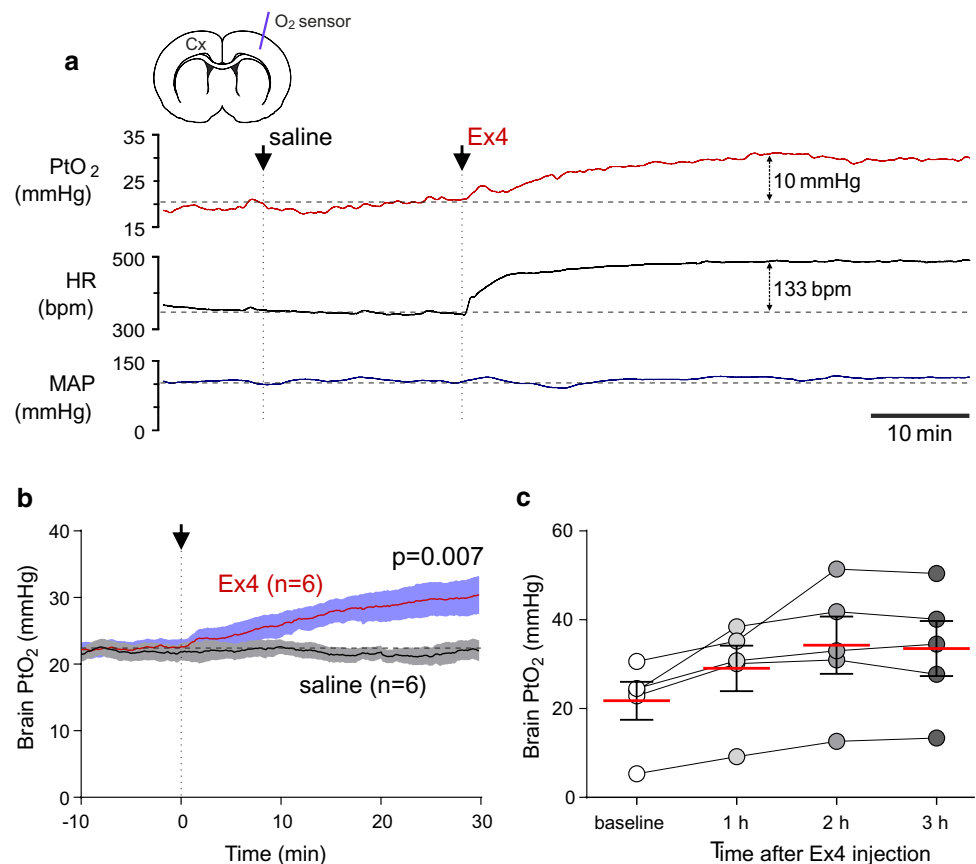 O2 sensor
Cx
a
saline
Ex4
35
PtO2
(mmHg)
25
15
10 mmHg
500
HR
(bpm)
300
133 bpm
150
MAP
(mmHg)
0
10 min
b
40
30
20
10
0
Brain PtO2 (mmHg)
p=0.007
Ex4 (n=6)
saline (n=6)
-10
0
10
20
30
Time (min)
c
60
40
20
0
Brain PtO2 (mmHg)
baseline
1 h
2 h
3 h
Time after Ex4 injection